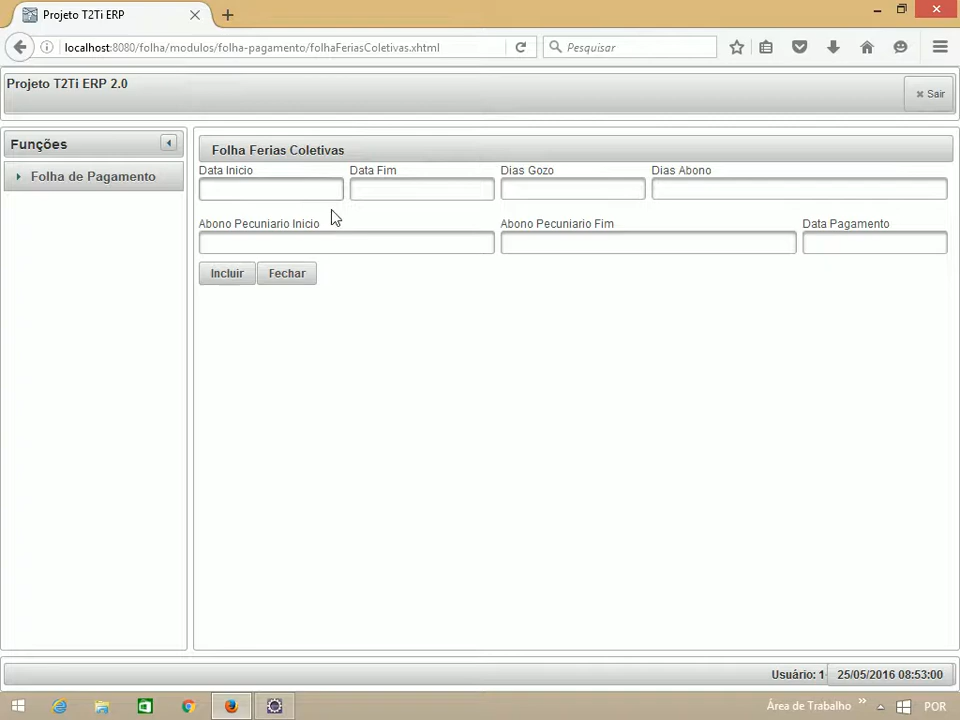 Projeto T2Ti ERP
localhost:8080/folha/modulos/folha-pagamento/folhaFeriasColetivas.xhtml
Pesquisar
Projeto T2Ti ERP 2.0
Sair
Funções
Folha de Pagamento
Folha Ferias Coletivas
Data Inicio Data Fim Dias Gozo Dias Abono
Abono Pecuniario Inicio Abono Pecuniario Fim Data Pagamento
Incluir Fechar
Usuário: 1 25/05/2016 08:53:00
Área de Trabalho POR